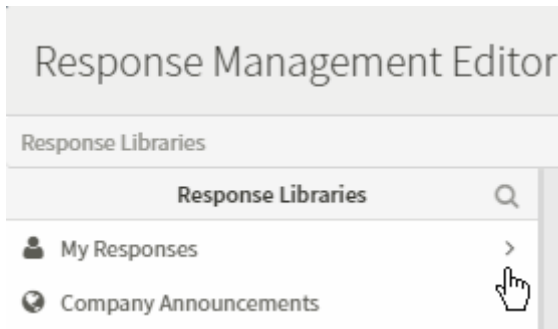 Response Management Editor
Response Libraries
Response Libraries
My Responses
Company Announcements